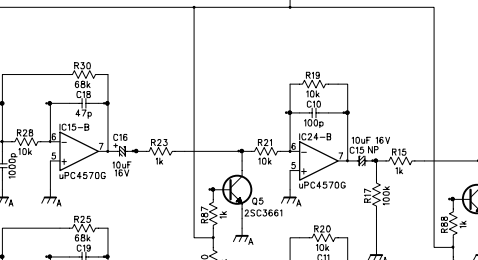 R30
68k
C18
47p
R28
10k
6
IC15-B
7
5
uPC4570G
1000p
A
A
C16
+
10uF
16V
R23
1k
R21
10k
R19
10k
C10
100p
6
IC24-B
7
5
uPC4570G
A
10uF 16V
C15 NP
R15
1k
R17
100k
Q5
2SC3661
R87
1k
A
R88
1k
A
R25
68k
C19
R20
10k
C11